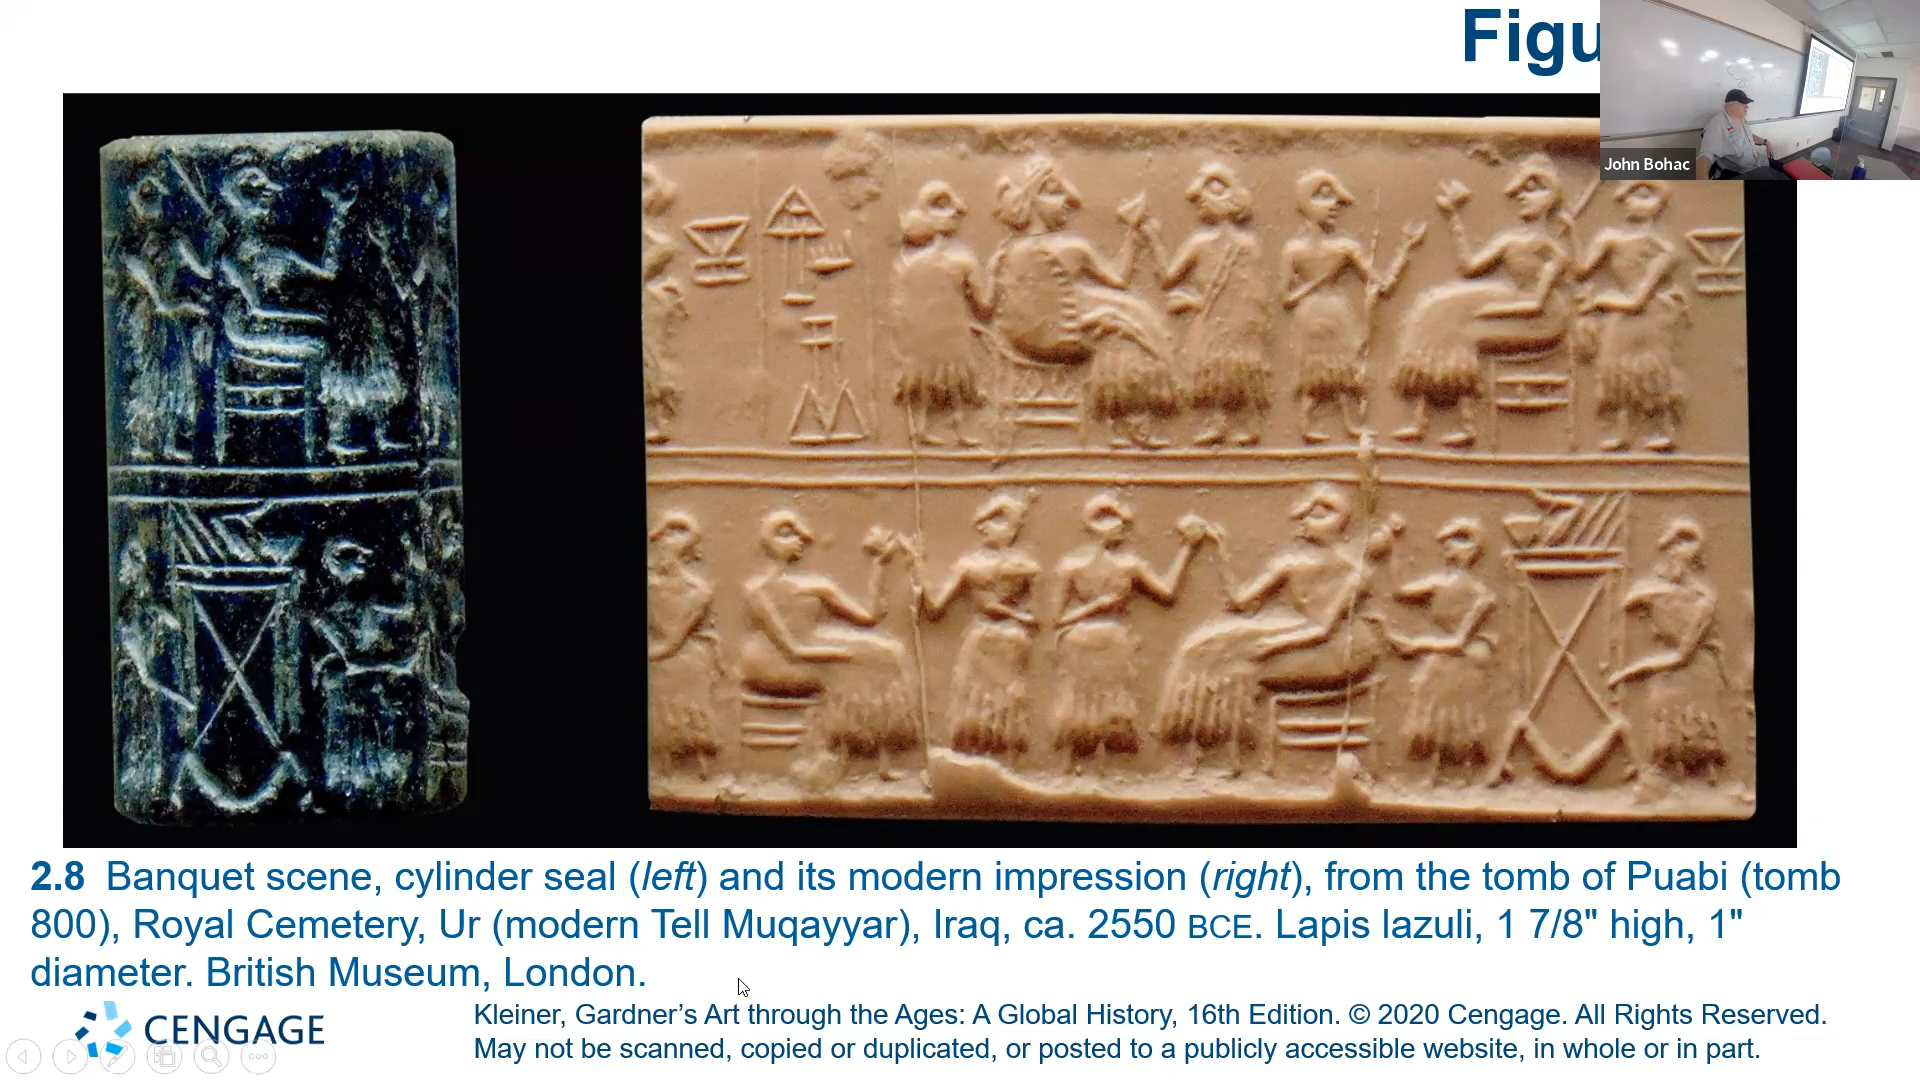 Figu
John Bohac
2.8 Banquet scene, cylinder seal (left) and its modern impression (right), from the tomb of Puabi (tomb
800), Royal Cemetery, Ur (modern Tell Muqayyar), Iraq, ca. 2550 BCE. Lapis lazuli, 1 7/8" high, 1"
diameter. British Museum, London.
CENGAGE
Kleiner, Gardner’s Art through the Ages: A Global History, 16th Edition. © 2020 Cengage. All Rights Reserved.
May not be scanned, copied or duplicated, or posted to a publicly accessible website, in whole or in part.